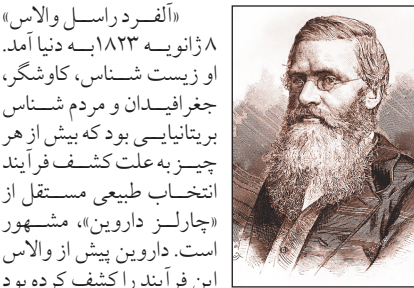 «آلفرد راسل والاس»
۸ ژانویه ۱۸۲۳به دنیا آمد.
او زیست شناس، کاوشگر،
جغرافیدان و مردم شناس
بریتانیایی بود که بیش از هر
چیز به علت کشف فرآیند
انتخاب طبیعی مستقل از
«چارلز داروین»، مشهور
است. داروین پیش از والاس
این فرآیند را کشف کرده بود